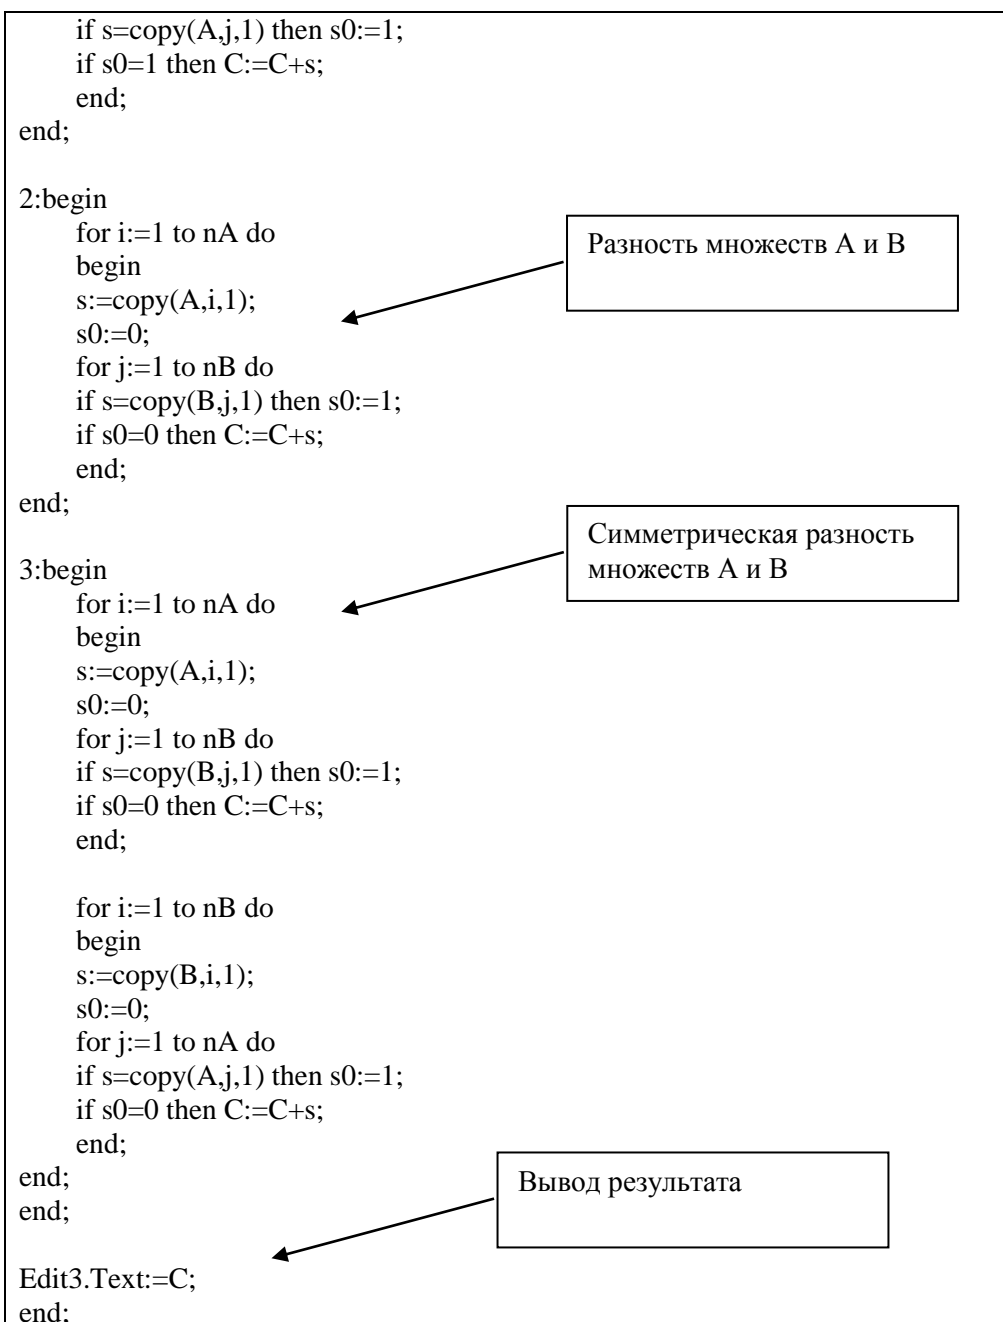 if s=copy(A,j,1) then s0:=1;
if s0=1 then C:=C+s;
end;
end;
2:begin
for i:=1 to nA do
Разность множеств А и В
begin
s:=copy(A,i,1);
s0:=0;
for j:=1 to nB do
if s=copy(B,j,1) then s0:=1;
if s0=0 then C:=C+s;
end;
end;
Симметрическая разность
множеств А и В
3:begin
for i:=1 to nA do
begin
s:=copy(A,i,1);
s0:=0;
for j:=1 to nB do
if s=copy(B,j,1) then s0:=1;
if s0=0 then C:=C+s;
end;
for i:=1 to nB do
begin
s:=copy(B,i,1);
s0:=0;
for j:=1 to nA do
if s=copy(A,j,1) then s0:=1;
if s0=0 then C:=C+s;
end;
end;
Вывод результата
end;
Edit3.Text:=C;
end;